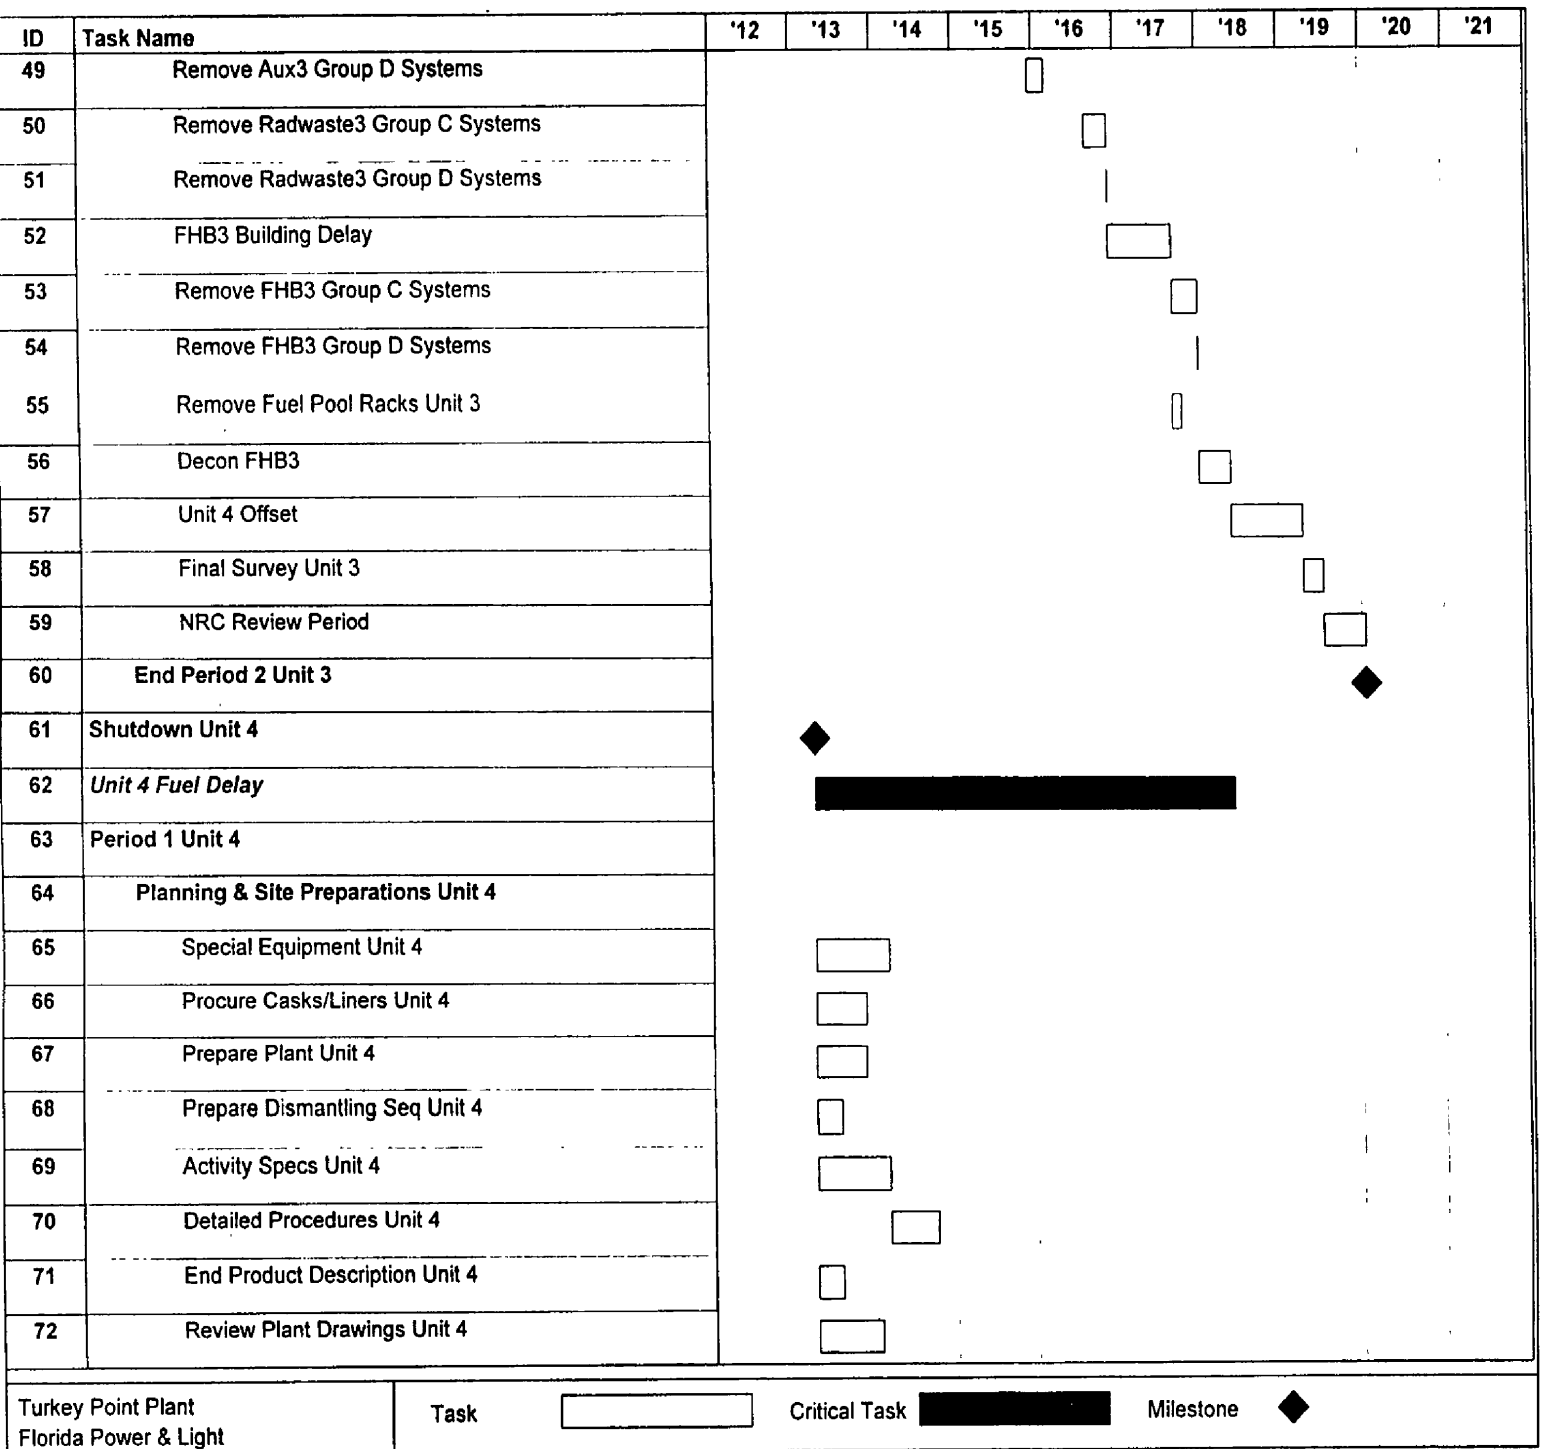 ID Task Name '12 '13 '14 '15 '16 '17 '18 '19 '20 '21
49 Remove Aux3 Group D Systems
50 Remove Radwaste3 Group C Systems
51 Remove Radwaste3 Group D Systems
52 FHB3 Building Delay
53 Remove FHB3 Group C Systems
54 Remove FHB3 Group D Systems
55 Remove Fuel Pool Racks Unit 3
56 Decon FHB3
57 Unit 4 Offset
58 Final Survey Unit 3
59 NRC Review Period
60 End Period 2 Unit 3
61 Shutdown Unit 4
62 Unit 4 Fuel Delay
63 Period 1 Unit 4
64 Planning & Site Preparations Unit 4
65 Special Equipment Unit 4
66 Procure Casks/Liners Unit 4
67 Prepare Plant Unit 4
68 Prepare Dismantling Seq Unit 4
69 Activity Specs Unit 4
70 Detailed Procedures Unit 4
71 End Product Description Unit 4
72 Review Plant Drawings Unit 4
Turkey Point Plant
Florida Power & Light
Task Critical Task Milestone